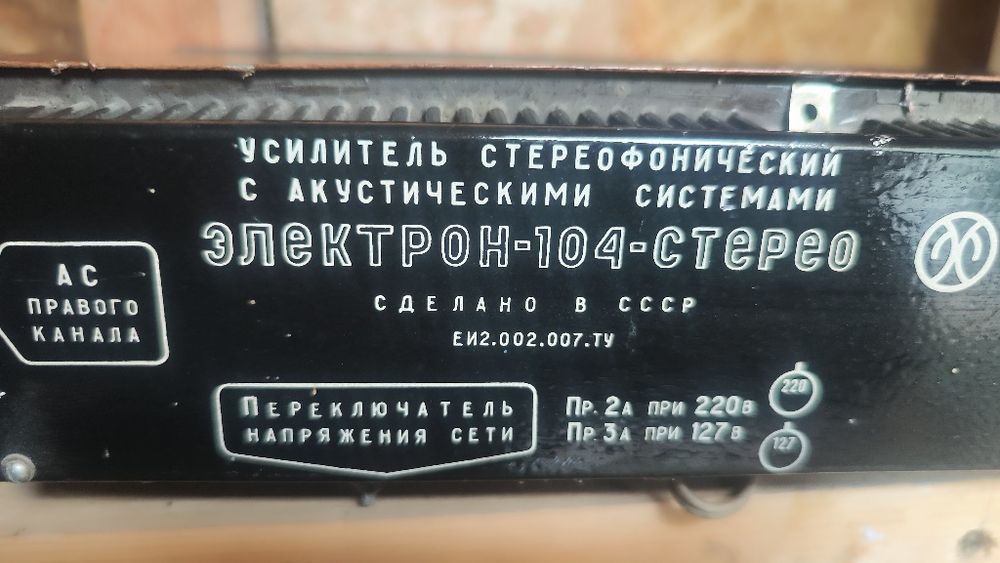 УСИЛИТЕЛЬ СТЕРЕОФОНИЧЕСКИЙ
С АКУСТИЧЕСКИМИ СИСТЕМАМИ
ЭЛЕКТРОН-104-СТЕРЕО
СДЕЛАНО В СССР
ЕИ2.002.007.ТУ
АС
ПРАВОГО
КАНАЛА
ПЕРЕКЛЮЧАТЕЛЬ
НАПРЯЖЕНИЯ СЕТИ
ПР. 2А ПРИ 220В
ПР. 3А ПРИ 127В
220
127